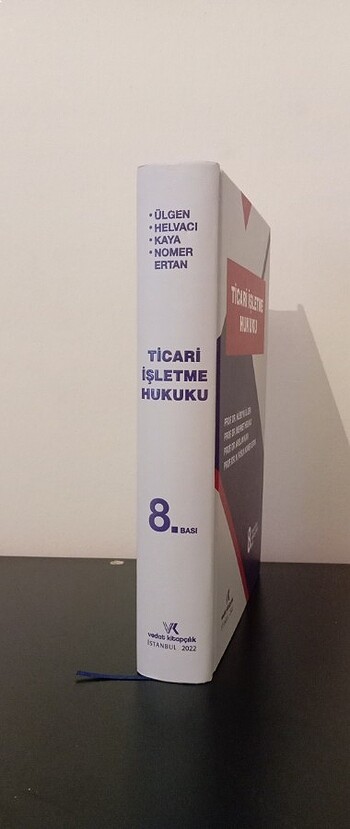 • ÜLGEN
• HELVACI
• KAYA
• NOMER
ERTAN
TİCARİ
İŞLETME
HUKUKU
8. BASI
VK
vedat kitapçılık
İSTANBUL 2022
TİCARİ İŞLETME
HUKUKU